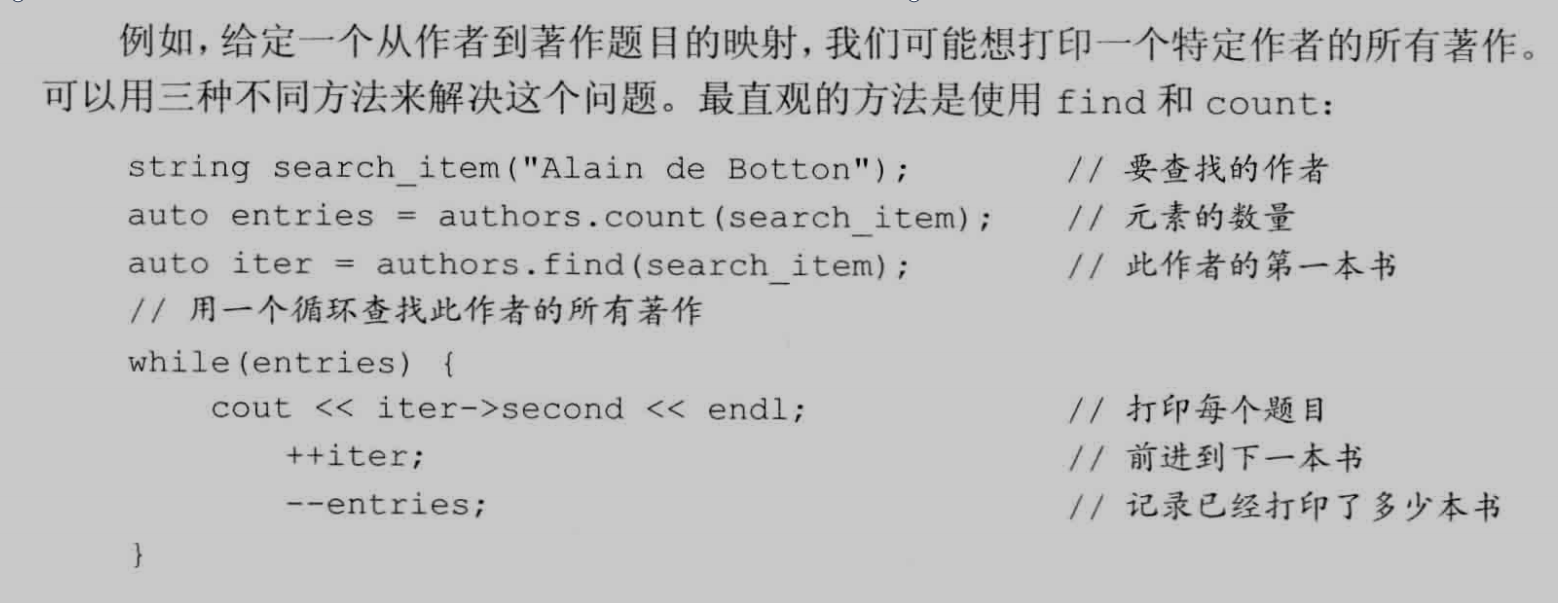 例如，给定一个从作者到著作题目的映射，我们可能想打印一个特定作者的所有著作。
可以用三种不同方法来解决这个问题。最直观的方法是使用 find 和 count：
string search_item("Alain de Botton"); // 要查找的作者
auto entries = authors.count(search_item); // 元素的数量
auto iter = authors.find(search_item); // 此作者的第一本书
// 用一个循环查找此作者的所有著作
while(entries) {
cout << iter->second << endl; // 打印每个题目
++iter; // 前进到下一本书
--entries; // 记录已经打印了多少本书
}